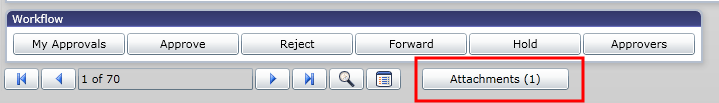 Workflow
My Approvals Approve Reject Forward Hold Approvers
1 of 70 Attachments (1)